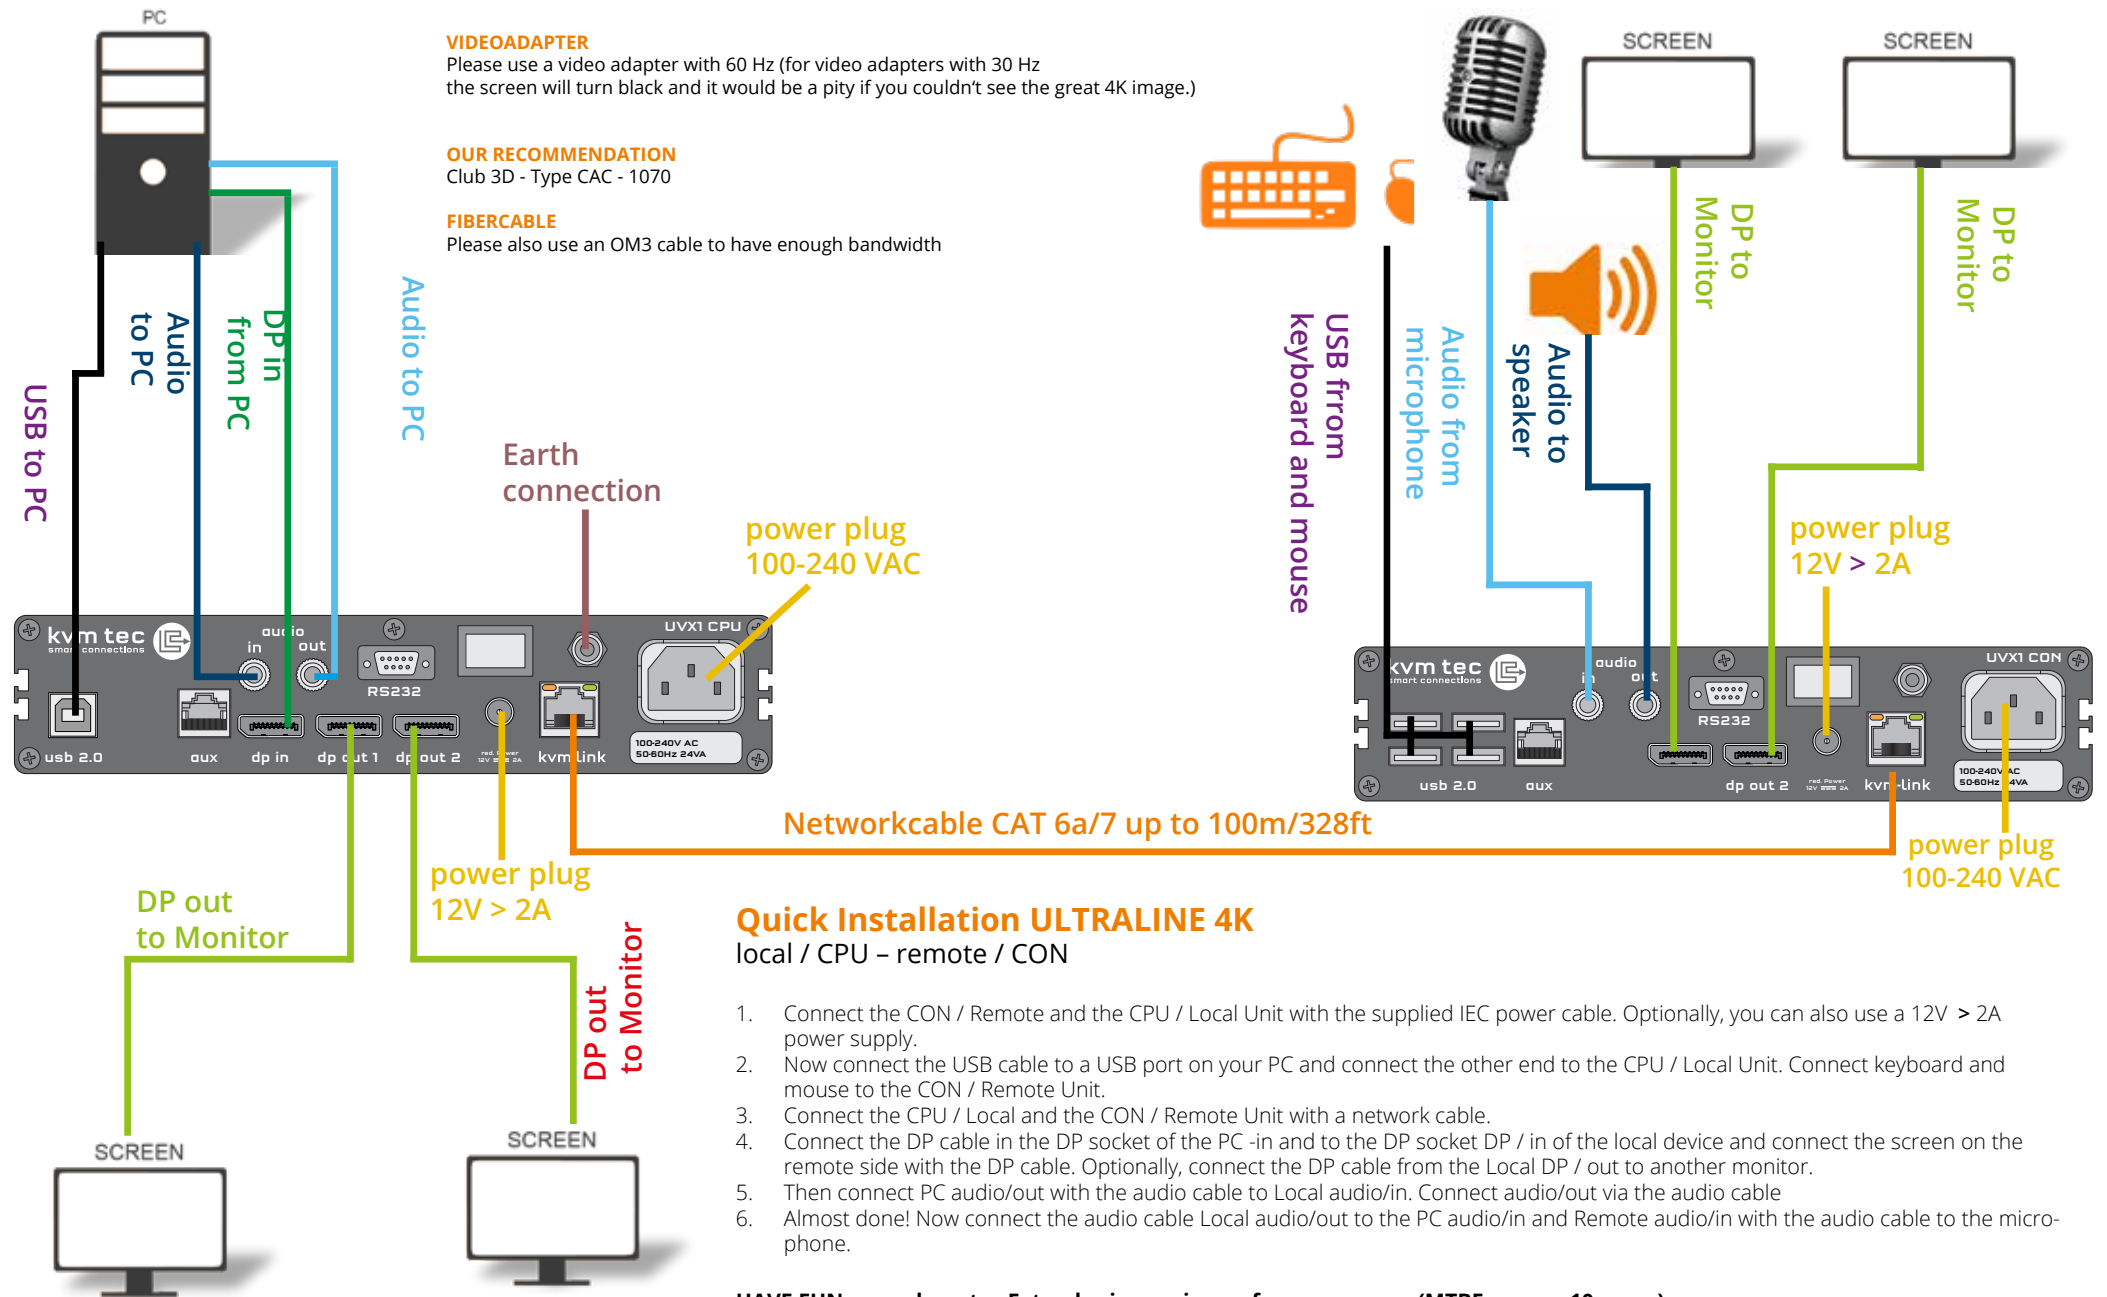 PC
VIDEOADAPTER
Please use a video adapter with 60 Hz (for video adapters with 30 Hz
the screen will turn black and it would be a pity if you couldn't see the great 4K image.)
OUR RECOMMENDATION
Club 3D - Type CAC - 1070
FIBERCABLE
Please also use an OM3 cable to have enough bandwidth
SCREEN
SCREEN
USB to PC
Audio
to PC
DP in
from PC
Audio to PC
Earth
connection
power plug
100-240 VAC
USB frrom
keyboard and mouse
Audio from
microphone
Audio to
speaker
DP to
Monitor
DP to
Monitor
power plug
12V > 2A
kvm tec
smart connections
audio
in
out
RS232
UVX1 CPU
usb 2.0
aux
dp in
dp out 1
dp out 2
red. Power
12V 2A
kvm-link
100-240V AC
50-60Hz 24VA
kvm tec
smart connections
audio
in
out
RS232
UVX1 CON
usb 2.0
aux
dp out 2
red. Power
12V 2A
kvm-link
100-240V AC
50-60Hz 24VA
Networkcable CAT 6a/7 up to 100m/328ft
power plug
100-240 VAC
power plug
12V > 2A
DP out
to Monitor
DP out
to Monitor
SCREEN
SCREEN
Quick Installation ULTRALINE 4K
local / CPU – remote / CON
1. Connect the CON / Remote and the CPU / Local Unit with the supplied IEC power cable. Optionally, you can also use a 12V > 2A
power supply.
2. Now connect the USB cable to a USB port on your PC and connect the other end to the CPU / Local Unit. Connect keyboard and
mouse to the CON / Remote Unit.
3. Connect the CPU / Local and the CON / Remote Unit with a network cable.
4. Connect the DP cable in the DP socket of the PC -in and to the DP socket DP / in of the local device and connect the screen on the
remote side with the DP cable. Optionally, connect the DP cable from the Local DP / out to another monitor.
5. Then connect PC audio/out with the audio cable to Local audio/in. Connect audio/out via the audio cable
6. Almost done! Now connect the audio cable Local audio/out to the PC audio/in and Remote audio/in with the audio cable to the micro-
phone.